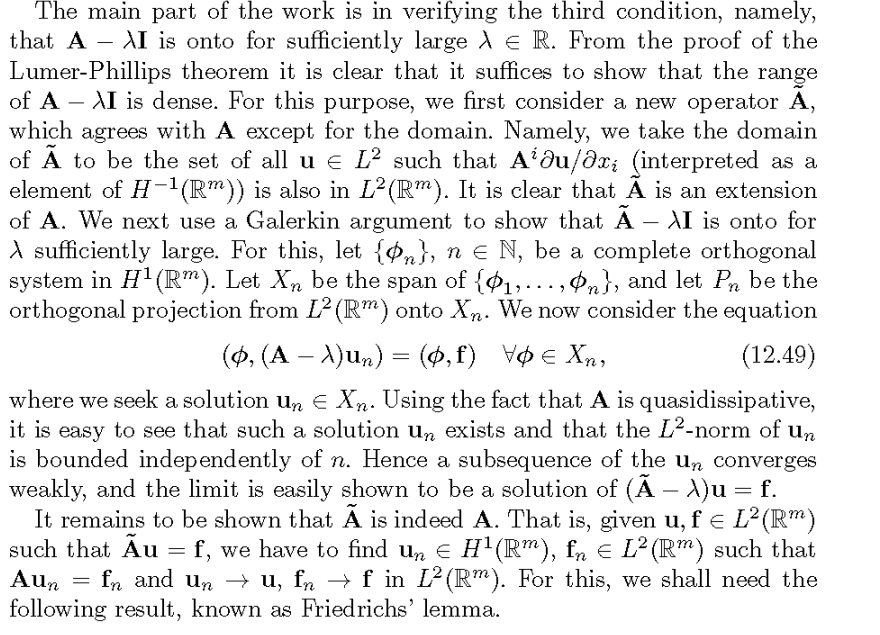 The main part of the work is in verifying the third condition, namely,
that A − λI is onto for sufficiently large λ ∈ ℝ. From the proof of the
Lumer-Phillips theorem it is clear that it suffices to show that the range
of A − λI is dense. For this purpose, we first consider a new operator Ã,
which agrees with A except for the domain. Namely, we take the domain
of Ã to be the set of all u ∈ L² such that Aⁱ∂u/∂xᵢ (interpreted as a
element of H⁻¹(ℝᵐ)) is also in L²(ℝᵐ). It is clear that Ã is an extension
of A. We next use a Galerkin argument to show that Ã − λI is onto for
λ sufficiently large. For this, let {ϕₙ}, n ∈ ℕ, be a complete orthogonal
system in H¹(ℝᵐ). Let Xₙ be the span of {ϕ₁, . . . , ϕₙ}, and let Pₙ be the
orthogonal projection from L²(ℝᵐ) onto Xₙ. We now consider the equation
(ϕ, (A − λ)uₙ) = (ϕ, f) ∀ϕ ∈ Xₙ, (12.49)
where we seek a solution uₙ ∈ Xₙ. Using the fact that A is quasidissipative,
it is easy to see that such a solution uₙ exists and that the L²-norm of uₙ
is bounded independently of n. Hence a subsequence of the uₙ converges
weakly, and the limit is easily shown to be a solution of (Ã − λ)u = f.
It remains to be shown that Ã is indeed A. That is, given u, f ∈ L²(ℝᵐ)
such that Ãu = f, we have to find uₙ ∈ H¹(ℝᵐ), fₙ ∈ L²(ℝᵐ) such that
Auₙ = fₙ and uₙ → u, fₙ → f in L²(ℝᵐ). For this, we shall need the
following result, known as Friedrichs' lemma.